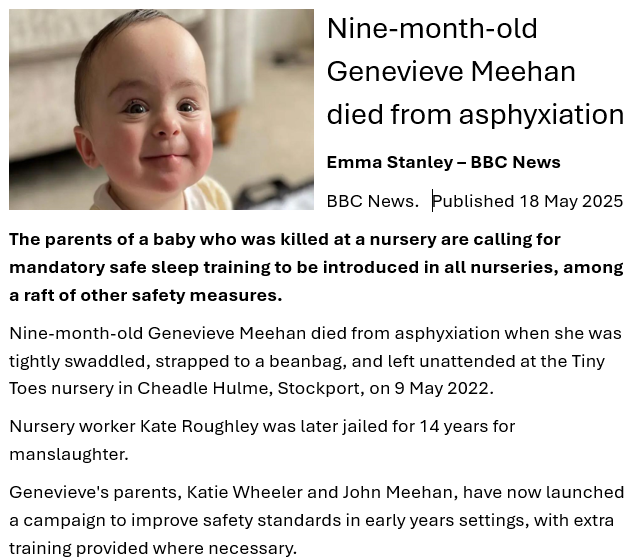 Nine-month-old
Genevieve Meehan
died from asphyxiation
Emma Stanley – BBC News
BBC News. Published 18 May 2025
The parents of a baby who was killed at a nursery are calling for
mandatory safe sleep training to be introduced in all nurseries, among
a raft of other safety measures.
Nine-month-old Genevieve Meehan died from asphyxiation when she was
tightly swaddled, strapped to a beanbag, and left unattended at the Tiny
Toes nursery in Cheadle Hulme, Stockport, on 9 May 2022.
Nursery worker Kate Roughley was later jailed for 14 years for
manslaughter.
Genevieve's parents, Katie Wheeler and John Meehan, have now launched
a campaign to improve safety standards in early years settings, with extra
training provided where necessary.